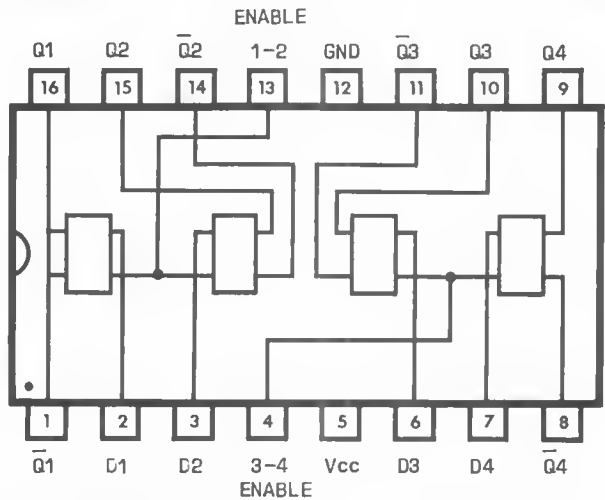 ENABLE
Q1 Q2 Q̅2 1-2 GND Q̅3 Q3 Q4
16 15 14 13 12 11 10 9
1 2 3 4 5 6 7 8
Q̅1 D1 D2 3-4 Vcc D3 D4 Q̅4
ENABLE